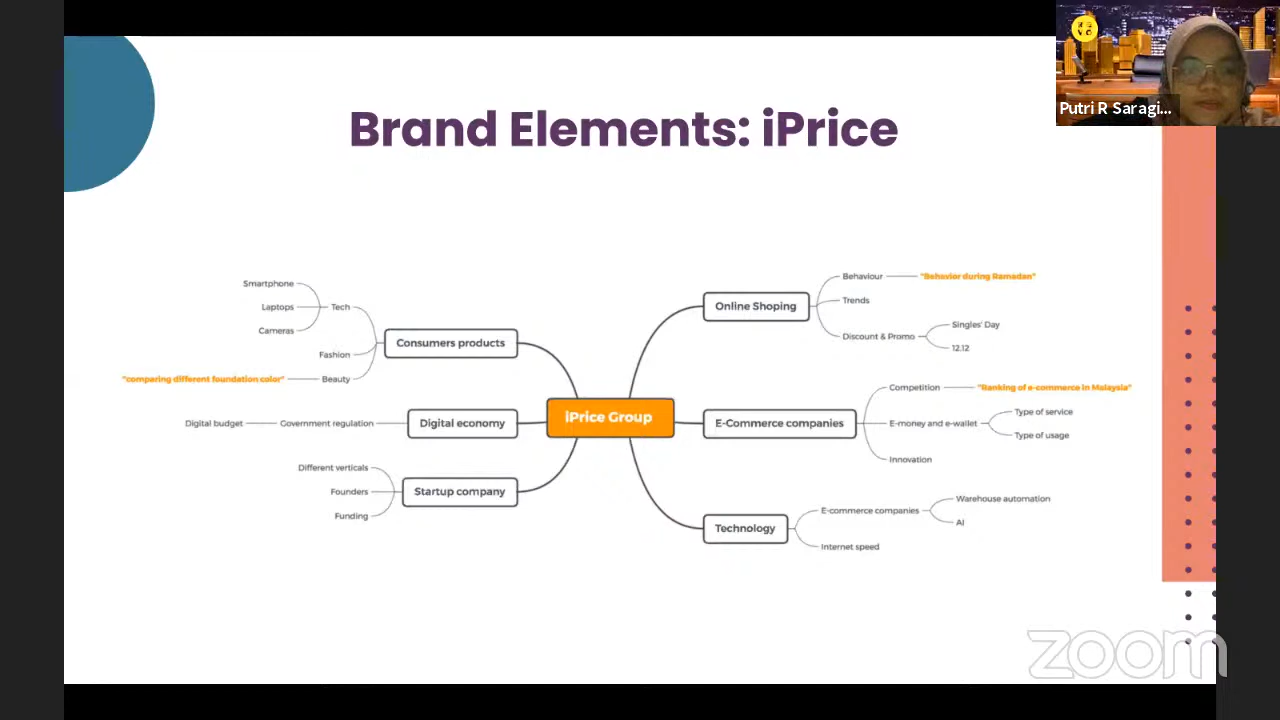 Putri R Saragi...
Brand Elements: iPrice
iPrice Group
Consumers products
Tech
Smartphone
Laptops
Cameras
Fashion
Beauty
"comparing different foundation color"
Digital economy
Government regulation
Digital budget
Startup company
Different verticals
Founders
Funding
Online Shoping
Behaviour
"Behavior during Ramadan"
Trends
Discount & Promo
Singles' Day
12.12
E-Commerce companies
Competition
"Ranking of e-commerce in Malaysia"
E-money and e-wallet
Type of service
Type of usage
Innovation
Technology
E-commerce companies
Warehouse automation
AI
Internet speed
zoom